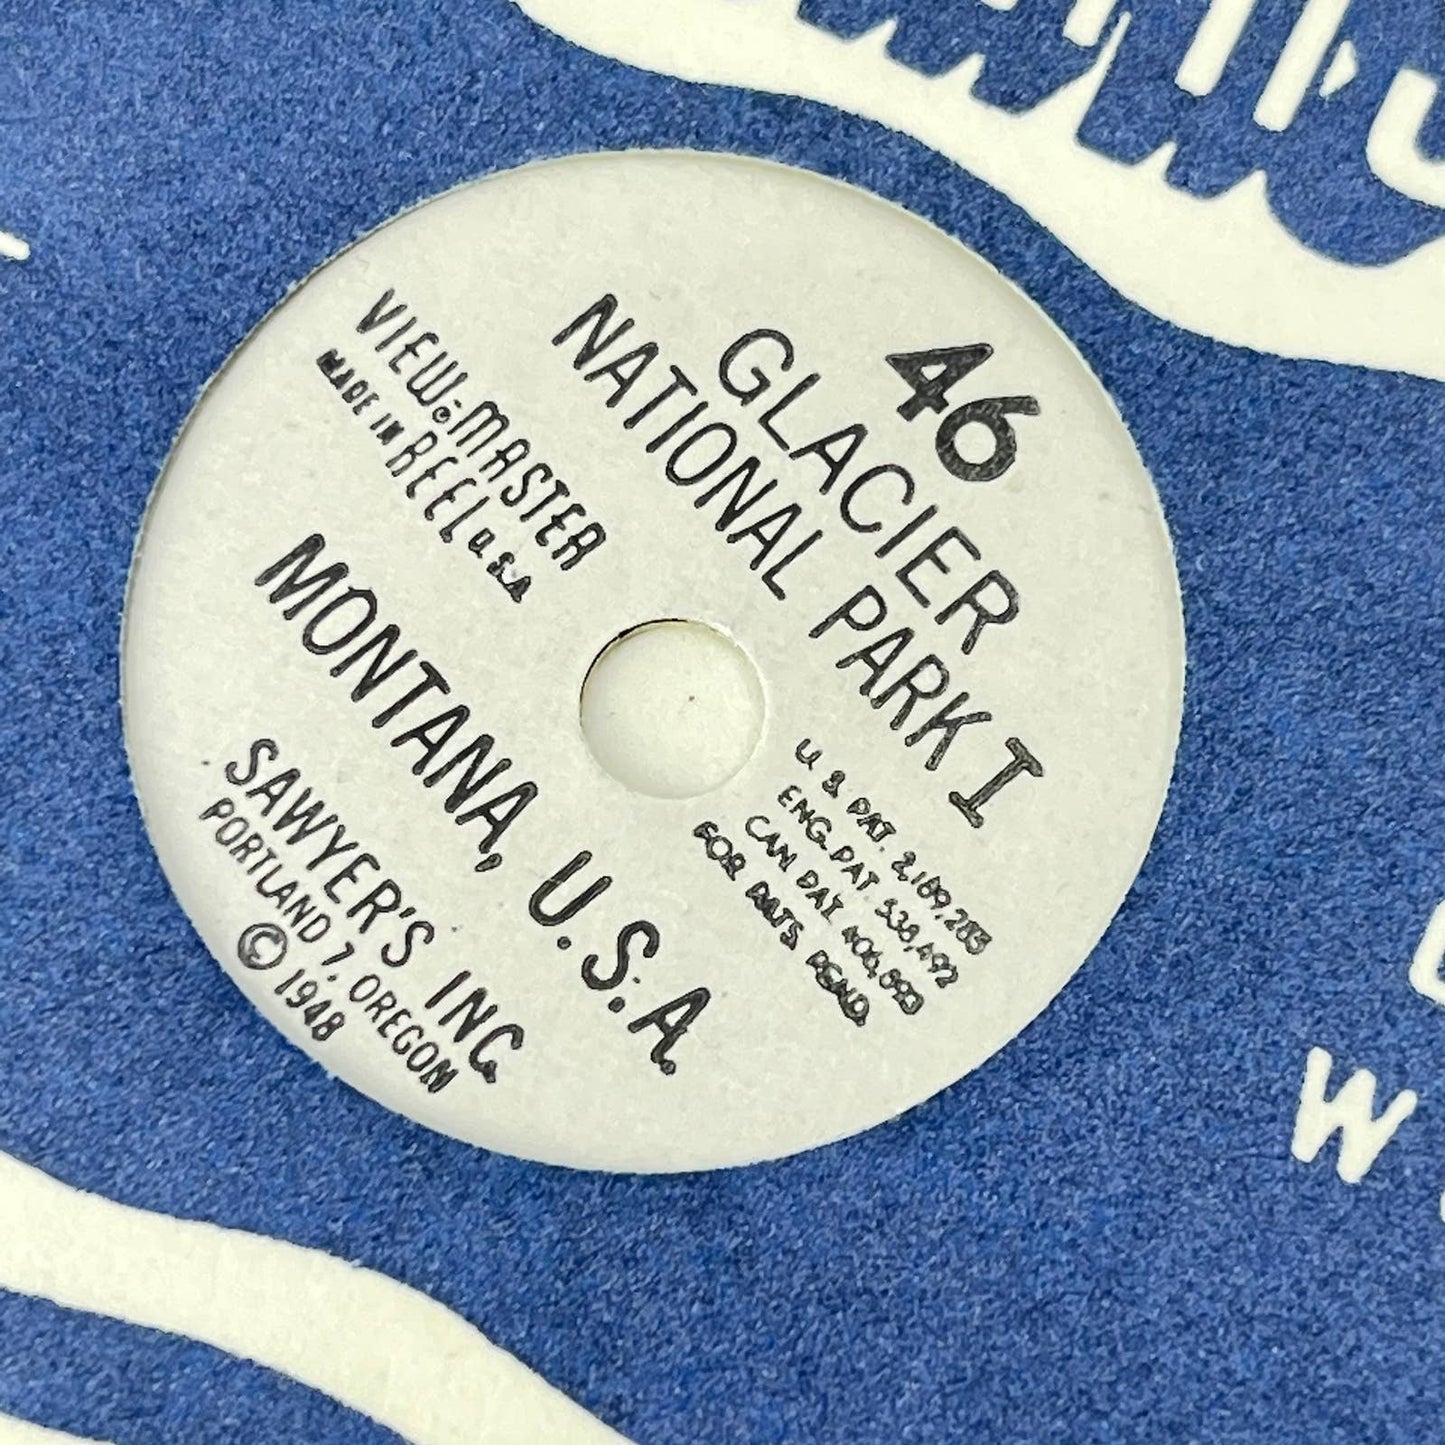 46
GLACIER
NATIONAL PARK I
VIEW-MASTER
MADE IN REEL U.S.A.
U.S. PAT. 2,189,285
ENG. PAT. 538,492
CAN. PAT. 406,893
FOR. PATS. PEND.
MONTANA, U.S.A.
SAWYER'S INC.
PORTLAND 7, OREGON
© 1948
W